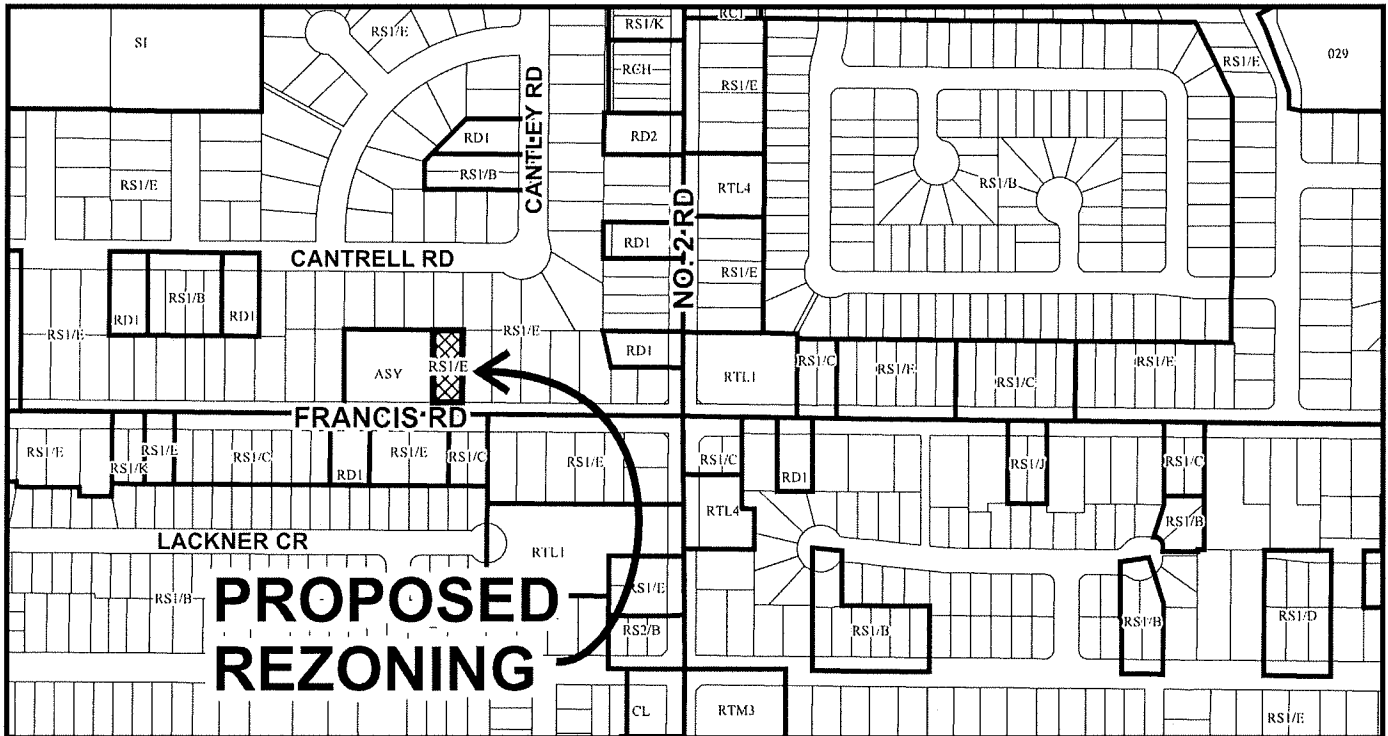 SI
RS1/E
CANTLEY RD
RS1/K
RC1
RCH
RS1/E
RS1/E
029
RD1
RD2
RS1/B
RS1/E
RTL4
RS1/B
NO. 2 RD
RD1
CANTRELL RD
RS1/E
RD1
RS1/B
RD1
RS1/E
RS1/E
RD1
ASY
RS1/E
RTL1
RS1/C
RS1/E
RS1/C
RS1/E
FRANCIS RD
RS1/E
RS1/K
RS1/E
RS1/C
RD1
RS1/E
RS1/C
RS1/E
RS1/C
RD1
RS1/J
RS1/C
RTL4
RS1/B
LACKNER CR
RTL1
RS1/B
PROPOSED
REZONING
RS1/E
RS2/B
RS1/B
RS1/B
RS1/D
CL
RTM3
RS1/E